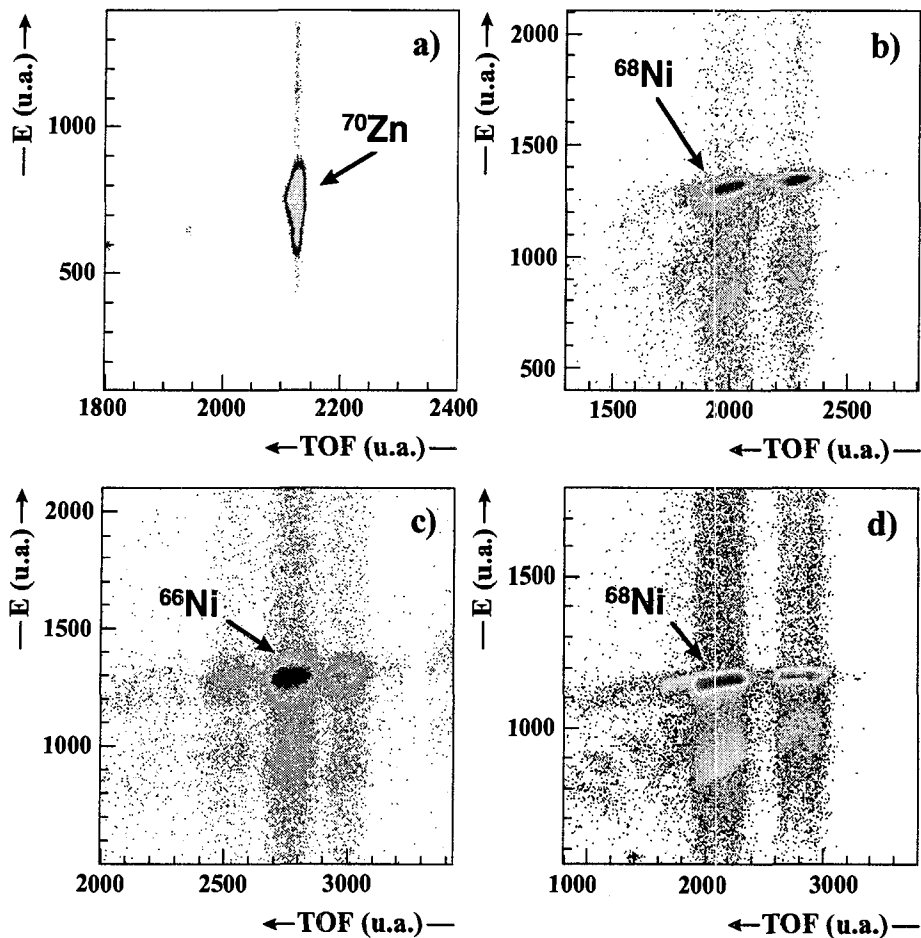 a)
—E (u.a.)→
1000
500
⁷⁰Zn
1800 2000 2200 2400
←TOF (u.a.)—
b)
—E (u.a.)→
2000
1500
1000
500
⁶⁸Ni
1500 2000 2500
←TOF (u.a.)—
c)
—E (u.a.)→
2000
1500
1000
⁶⁶Ni
2000 2500 3000
←TOF (u.a.)—
d)
—E (u.a.)→
1500
1000
⁶⁸Ni
1000 2000 3000
←TOF (u.a.)—